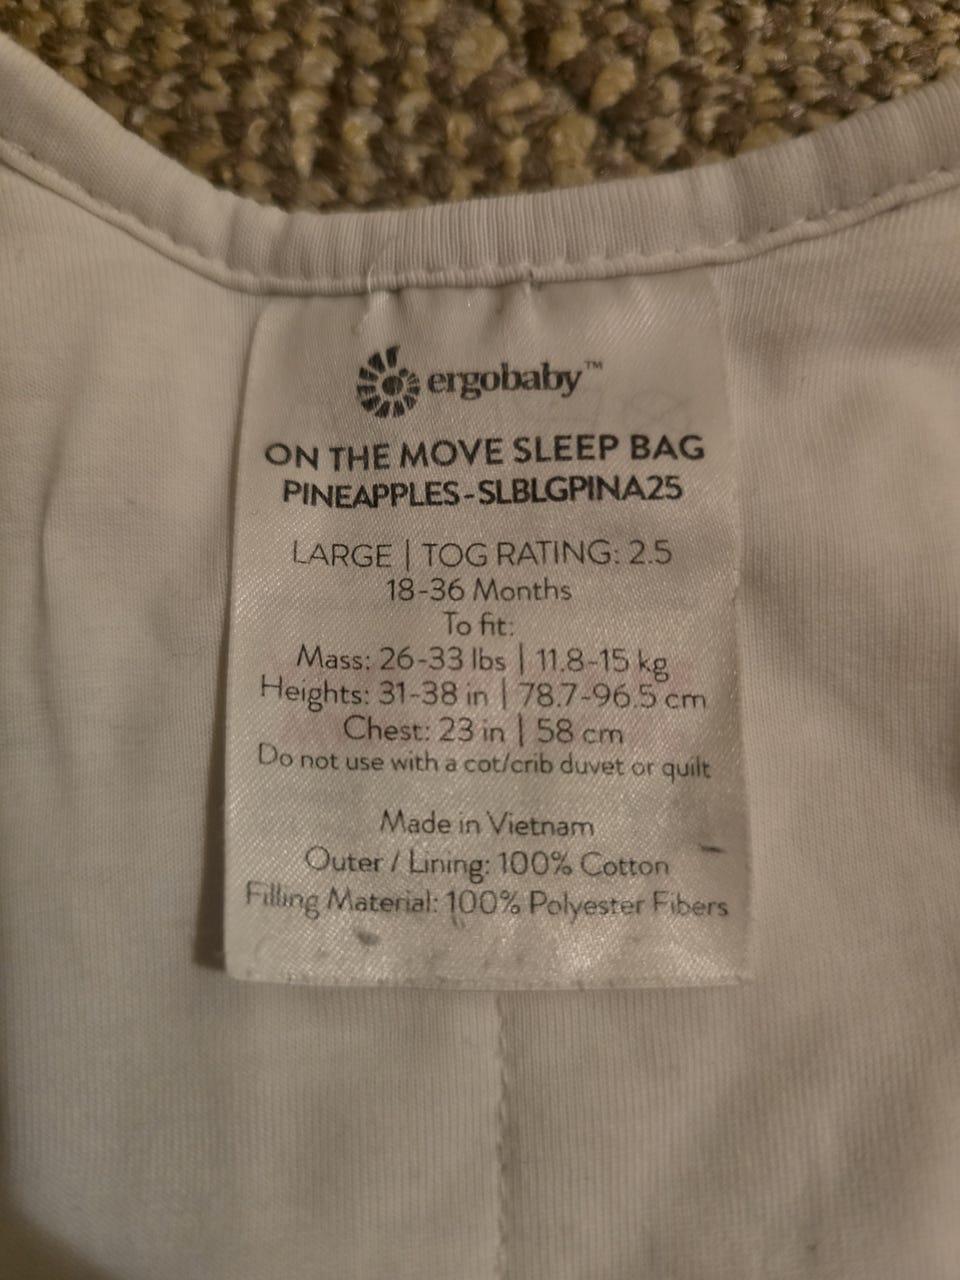 ergobaby™
ON THE MOVE SLEEP BAG
PINEAPPLES-SLBLGPINA25
LARGE | TOG RATING: 2.5
18-36 Months
To fit:
Mass: 26-33 lbs | 11.8-15 kg
Heights: 31-38 in | 78.7-96.5 cm
Chest: 23 in | 58 cm
Do not use with a cot/crib duvet or quilt
Made in Vietnam
Outer / Lining: 100% Cotton
Filling Material: 100% Polyester Fibers